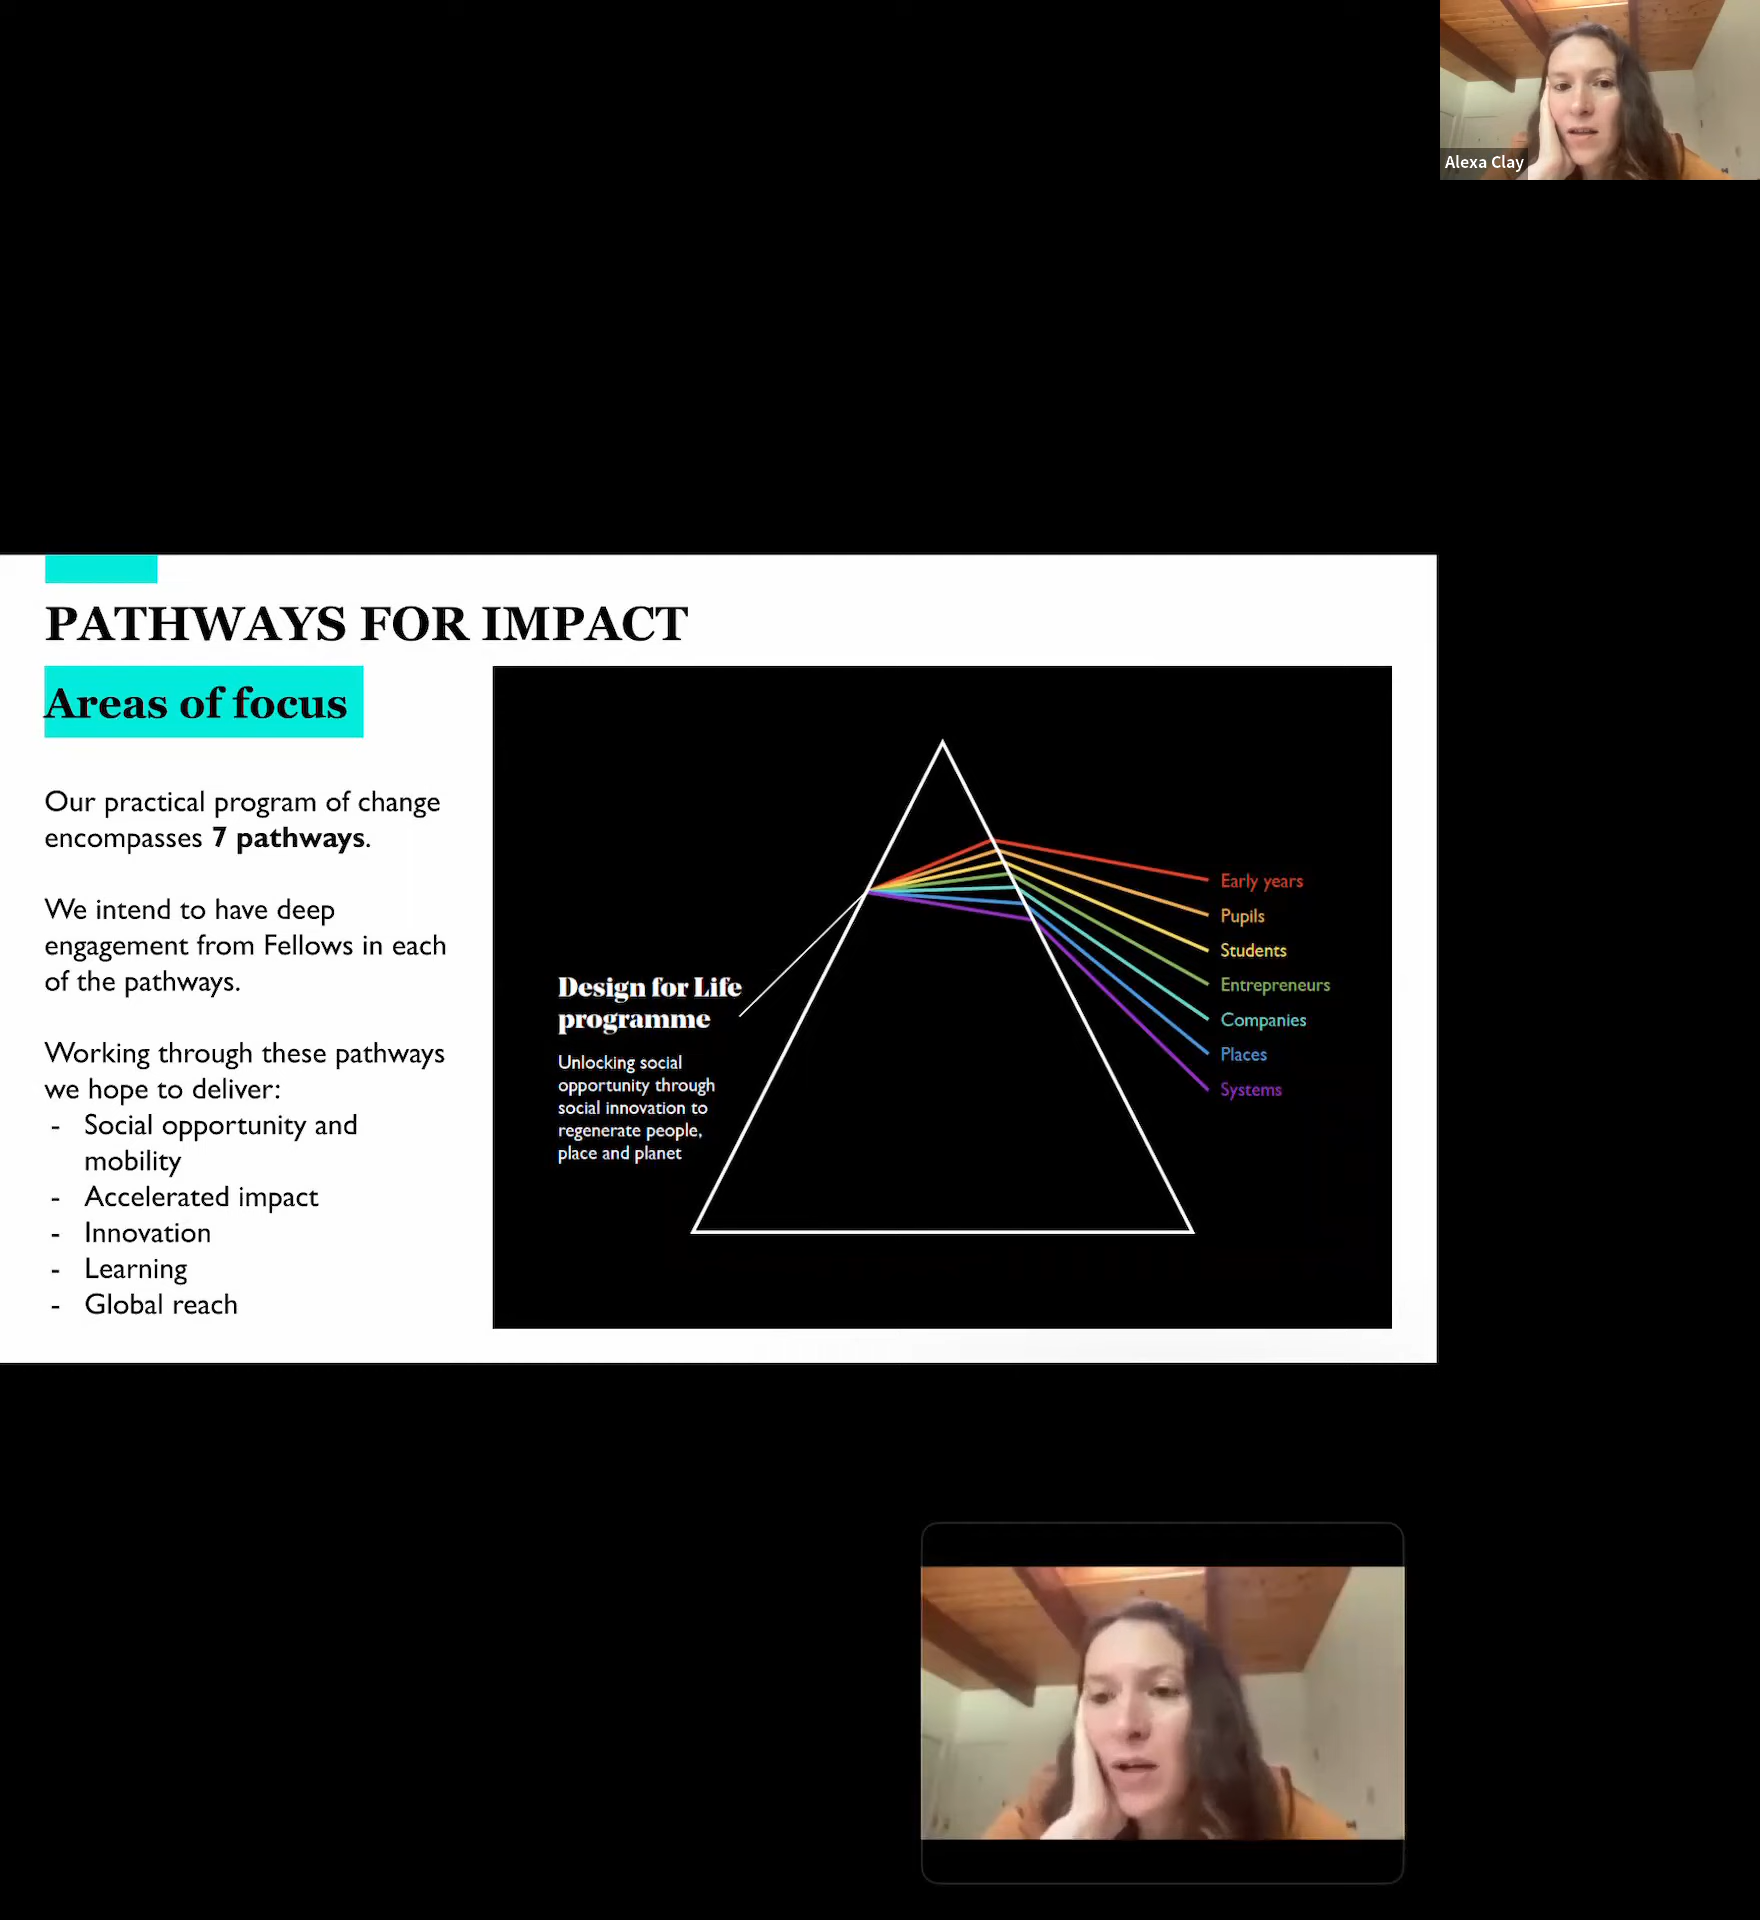 Alexa Clay
PATHWAYS FOR IMPACT
Areas of focus
Our practical program of change
encompasses 7 pathways.
We intend to have deep
engagement from Fellows in each
of the pathways.
Working through these pathways
we hope to deliver:
- Social opportunity and
mobility
- Accelerated impact
- Innovation
- Learning
- Global reach
Design for Life
programme
Unlocking social
opportunity through
social innovation to
regenerate people,
place and planet
Early years
Pupils
Students
Entrepreneurs
Companies
Places
Systems